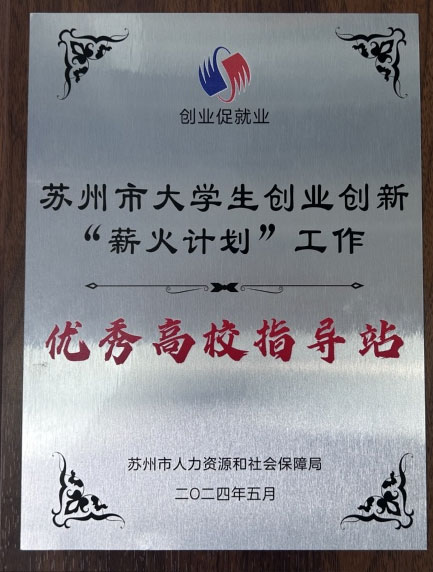 创业促就业
苏州市大学生创业创新
“薪火计划”工作
优秀高校指导站
苏州市人力资源和社会保障局
二〇二四年五月